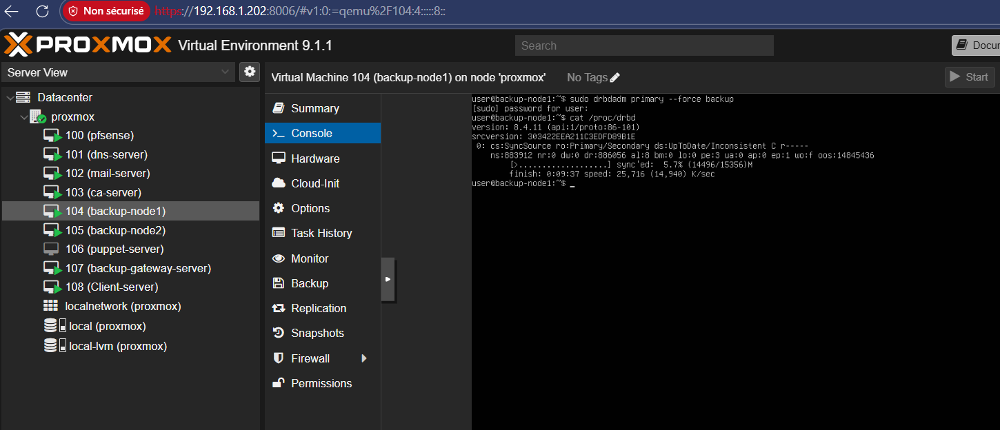 Non sécurisé https://192.168.1.202:8006/#v1:0:=qemu%2F104:4:::::8::
PROXMOX Virtual Environment 9.1.1
Search
Docur
Server View
Virtual Machine 104 (backup-node1) on node 'proxmox'
No Tags
Start
Datacenter
proxmox
100 (pfsense)
101 (dns-server)
102 (mail-server)
103 (ca-server)
104 (backup-node1)
105 (backup-node2)
106 (puppet-server)
107 (backup-gateway-server)
108 (Client-server)
localnetwork (proxmox)
local (proxmox)
local-lvm (proxmox)
Summary
Console
Hardware
Cloud-Init
Options
Task History
Monitor
Backup
Replication
Snapshots
Firewall
Permissions
user@backup-node1:~$ sudo drbdadm primary --force backup
[sudo] password for user:
user@backup-node1:~$ cat /proc/drbd
version: 8.4.11 (api:1/proto:86-101)
srcversion: 303422EEA211C3EDFD89B1E
0: cs:SyncSource ro:Primary/Secondary ds:UpToDate/Inconsistent C r-----
ns:883912 nr:0 dw:0 dr:886056 al:8 bm:0 lo:0 pe:3 ua:0 ap:0 ep:1 wo:f oos:14845436
[>...................] sync'ed:  5.7% (14496/15356)M
finish: 0:09:37 speed: 25,716 (14,940) K/sec
user@backup-node1:~$ _